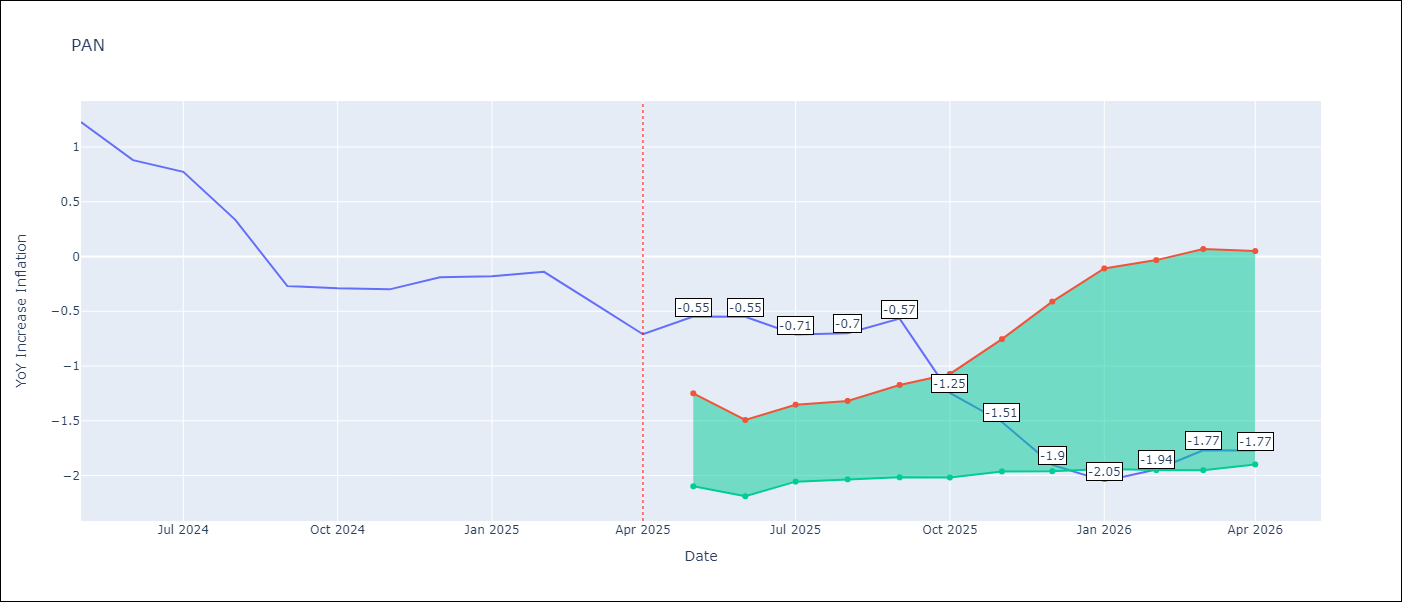 PAN
YoY Increase Inflation
1
0.5
0
−0.5
−1
−1.5
−2
-0.55
-0.55
-0.71
-0.7
-0.57
-1.25
-1.51
-1.9
-2.05
-1.94
-1.77
-1.77
Jul 2024
Oct 2024
Jan 2025
Apr 2025
Jul 2025
Oct 2025
Jan 2026
Apr 2026
Date